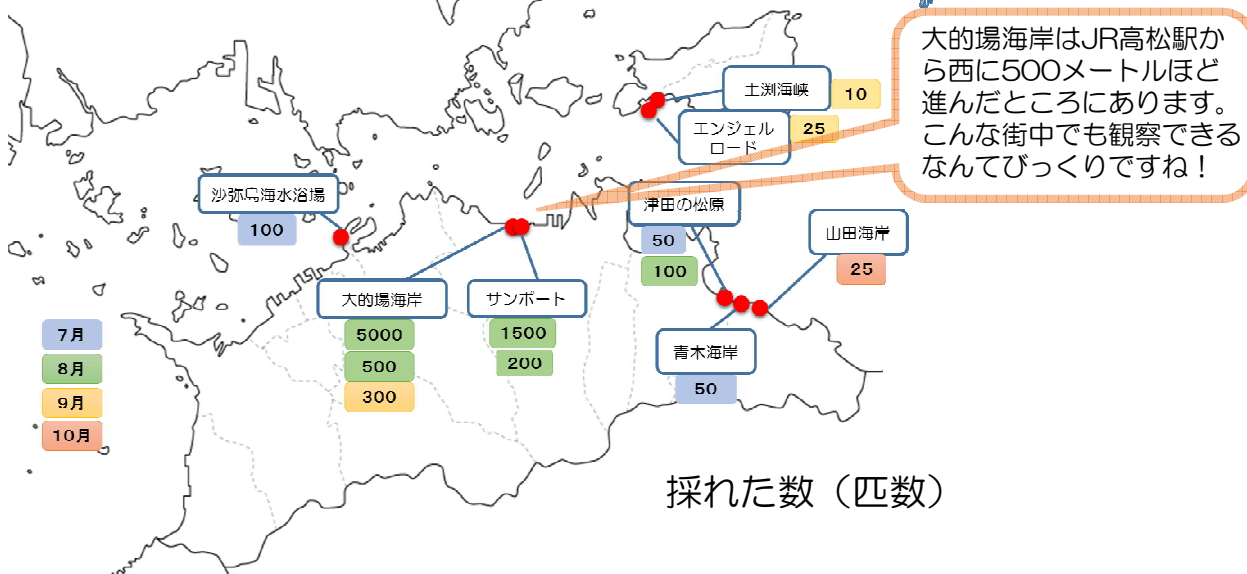 大的場海岸はJR高松駅か
ら西に500メートルほど
進んだところにあります。
こんな街中でも観察できる
なんてびっくりですね！
土渕海峡
10
エンジェル
ロード
25
沙弥島海水浴場
100
津田の松原
50
100
山田海岸
25
大的場海岸
5000
500
300
サンポート
1500
200
青木海岸
50
7月
8月
9月
10月
採れた数（匹数）